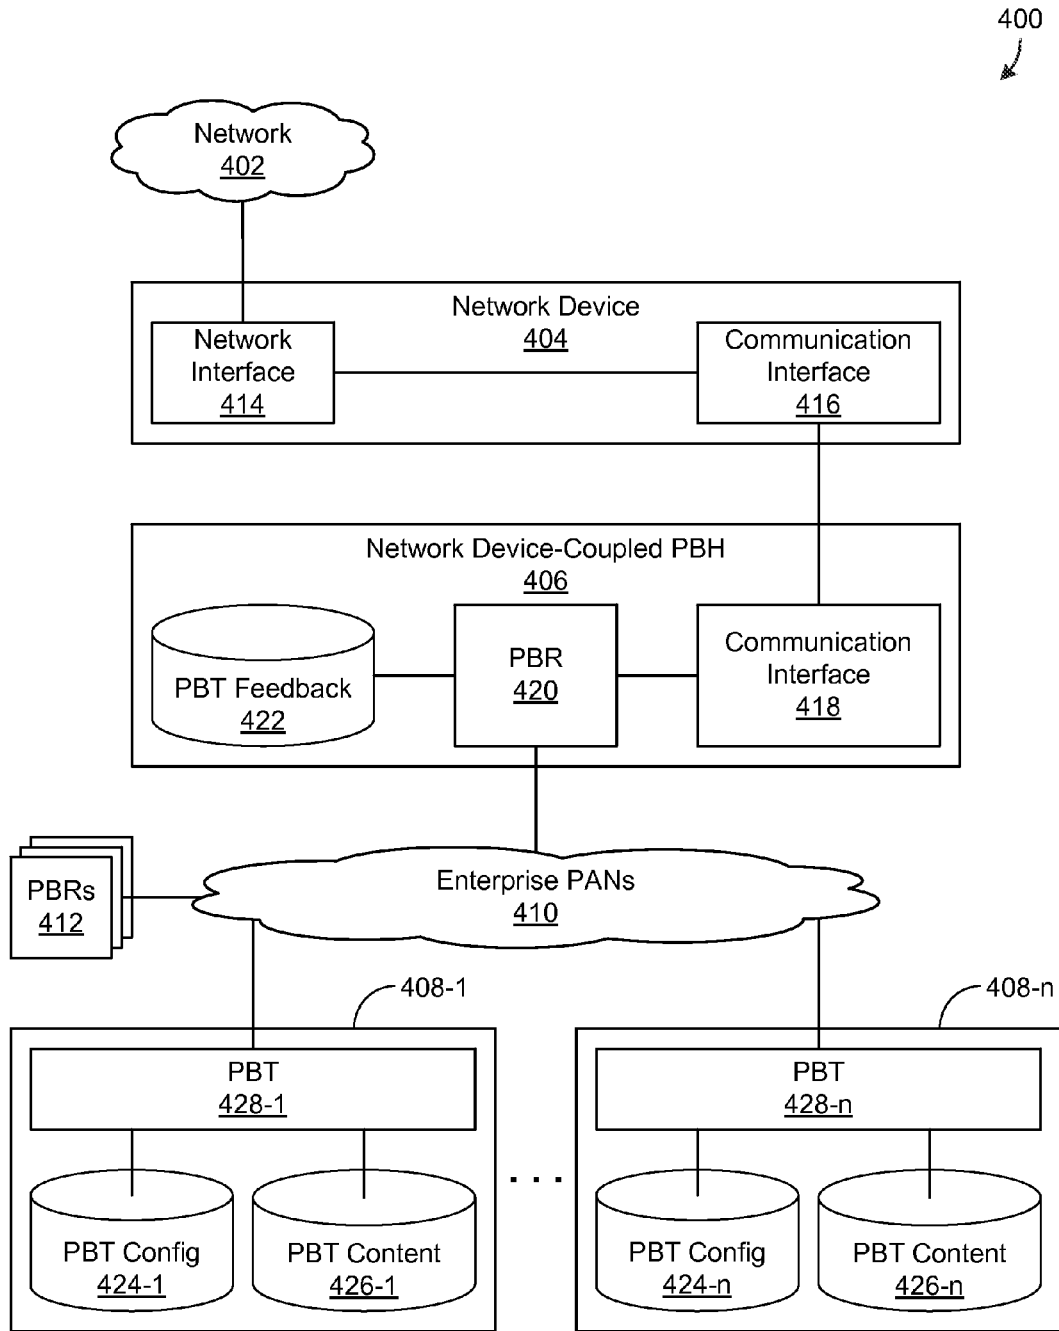 400
Network
402
Network Device
404
Network
Interface
414
Communication
Interface
416
Network Device-Coupled PBH
406
PBT Feedback
422
PBR
420
Communication
Interface
418
PBRs
412
Enterprise PANs
410
408-1
408-n
PBT
428-1
PBT
428-n
PBT Config
424-1
PBT Content
426-1
. . .
PBT Config
424-n
PBT Content
426-n